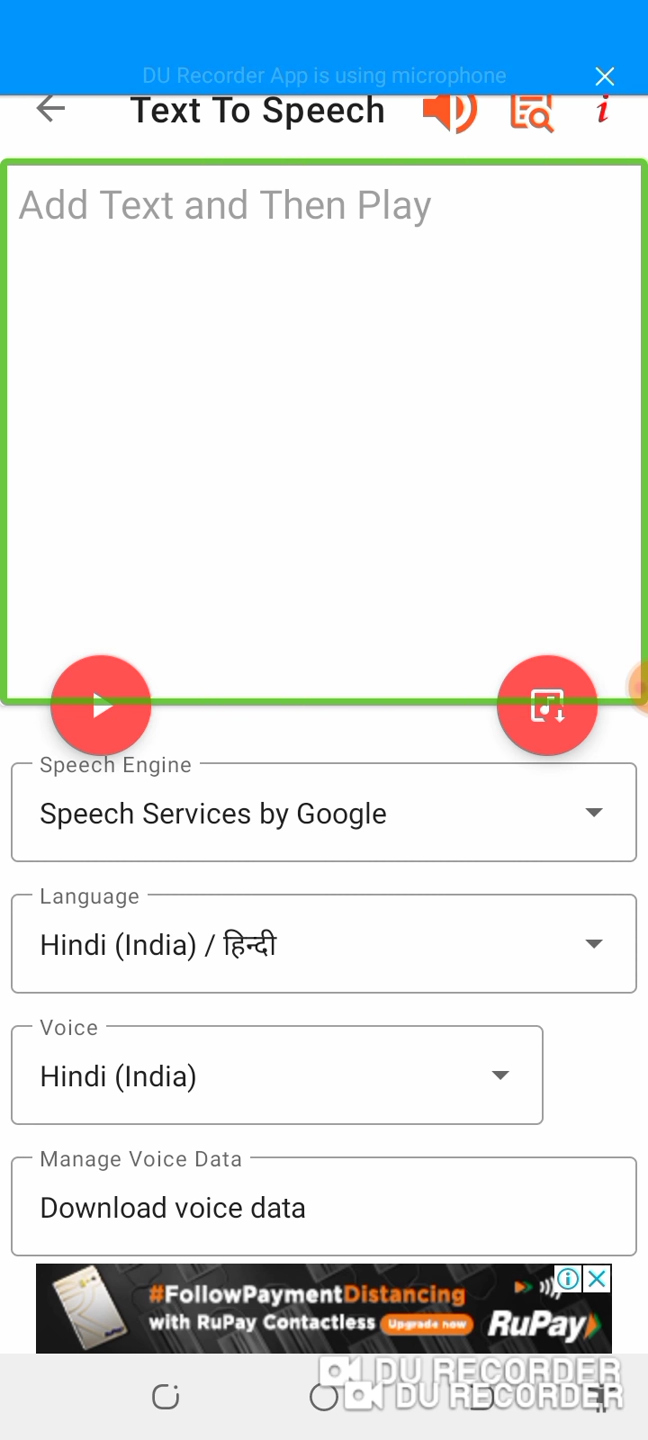 DU Recorder App is using microphone
Text To Speech
Add Text and Then Play
Speech Engine
Speech Services by Google
Language
Hindi (India) / हिन्दी
Voice
Hindi (India)
Manage Voice Data
Download voice data
#FollowPaymentDistancing
with RuPay Contactless Upgrade now RuPay
DU RECORDER
DU RECORDER